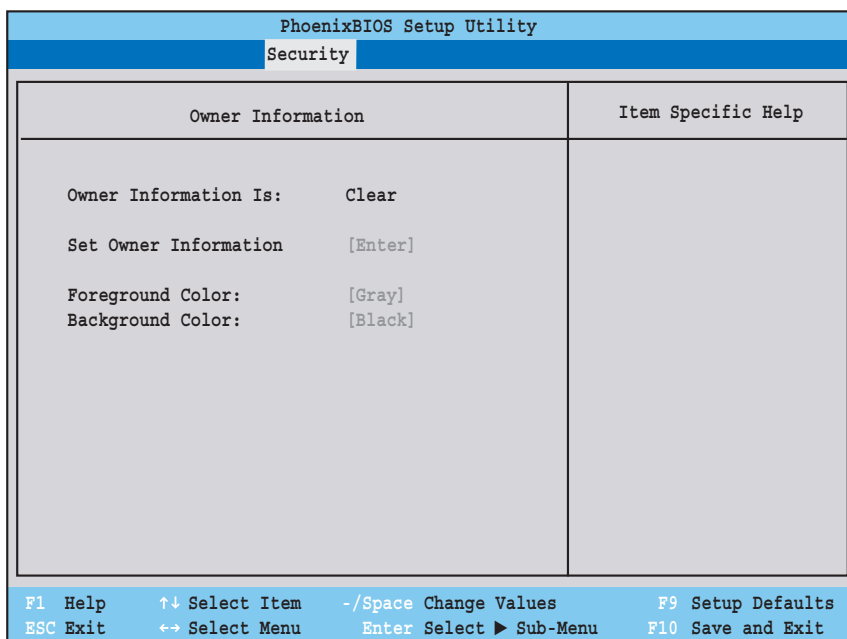 PhoenixBIOS Setup Utility
Security
Owner Information
Item Specific Help
Owner Information Is: Clear
Set Owner Information [Enter]
Foreground Color: [Gray]
Background Color: [Black]
F1 Help ↑↓ Select Item -/Space Change Values F9 Setup Defaults
ESC Exit ←→ Select Menu Enter Select ▶ Sub-Menu F10 Save and Exit